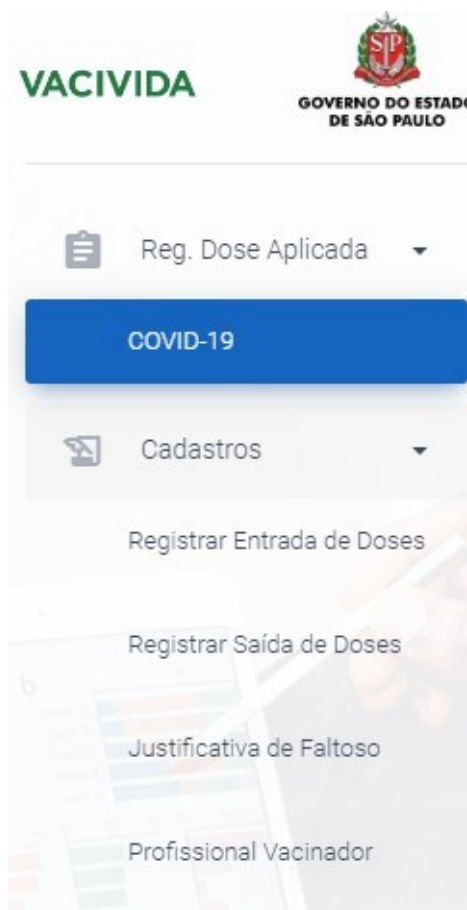 VACIVIDA
SP
GOVERNO DO ESTADO
DE SÃO PAULO
Reg. Dose Aplicada
COVID-19
Cadastros
Registrar Entrada de Doses
Registrar Saída de Doses
Justificativa de Faltoso
Profissional Vacinador